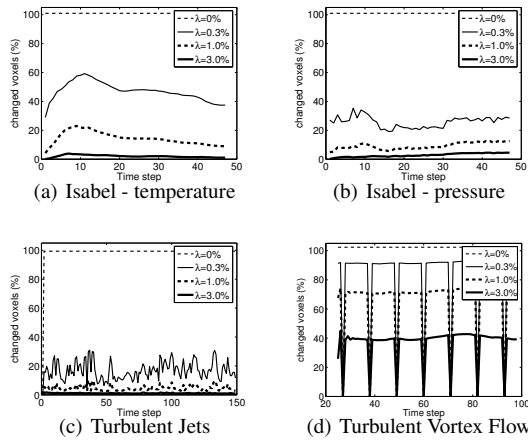 100
80
60
40
20
0
changed voxels (%)
λ=0%
λ=0.3%
λ=1.0%
λ=3.0%
0 10 20 30 40 50
Time step
(a) Isabel - temperature
100
80
60
40
20
0
changed voxels (%)
λ=0%
λ=0.3%
λ=1.0%
λ=3.0%
0 10 20 30 40 50
Time step
(b) Isabel - pressure
100
80
60
40
20
0
changed voxels (%)
λ=0%
λ=0.3%
λ=1.0%
λ=3.0%
0 50 100 150
Time step
(c) Turbulent Jets
100
80
60
40
20
0
changed voxels (%)
λ=0%
λ=0.3%
λ=1.0%
λ=3.0%
20 40 60 80 100
Time step
(d) Turbulent Vortex Flow